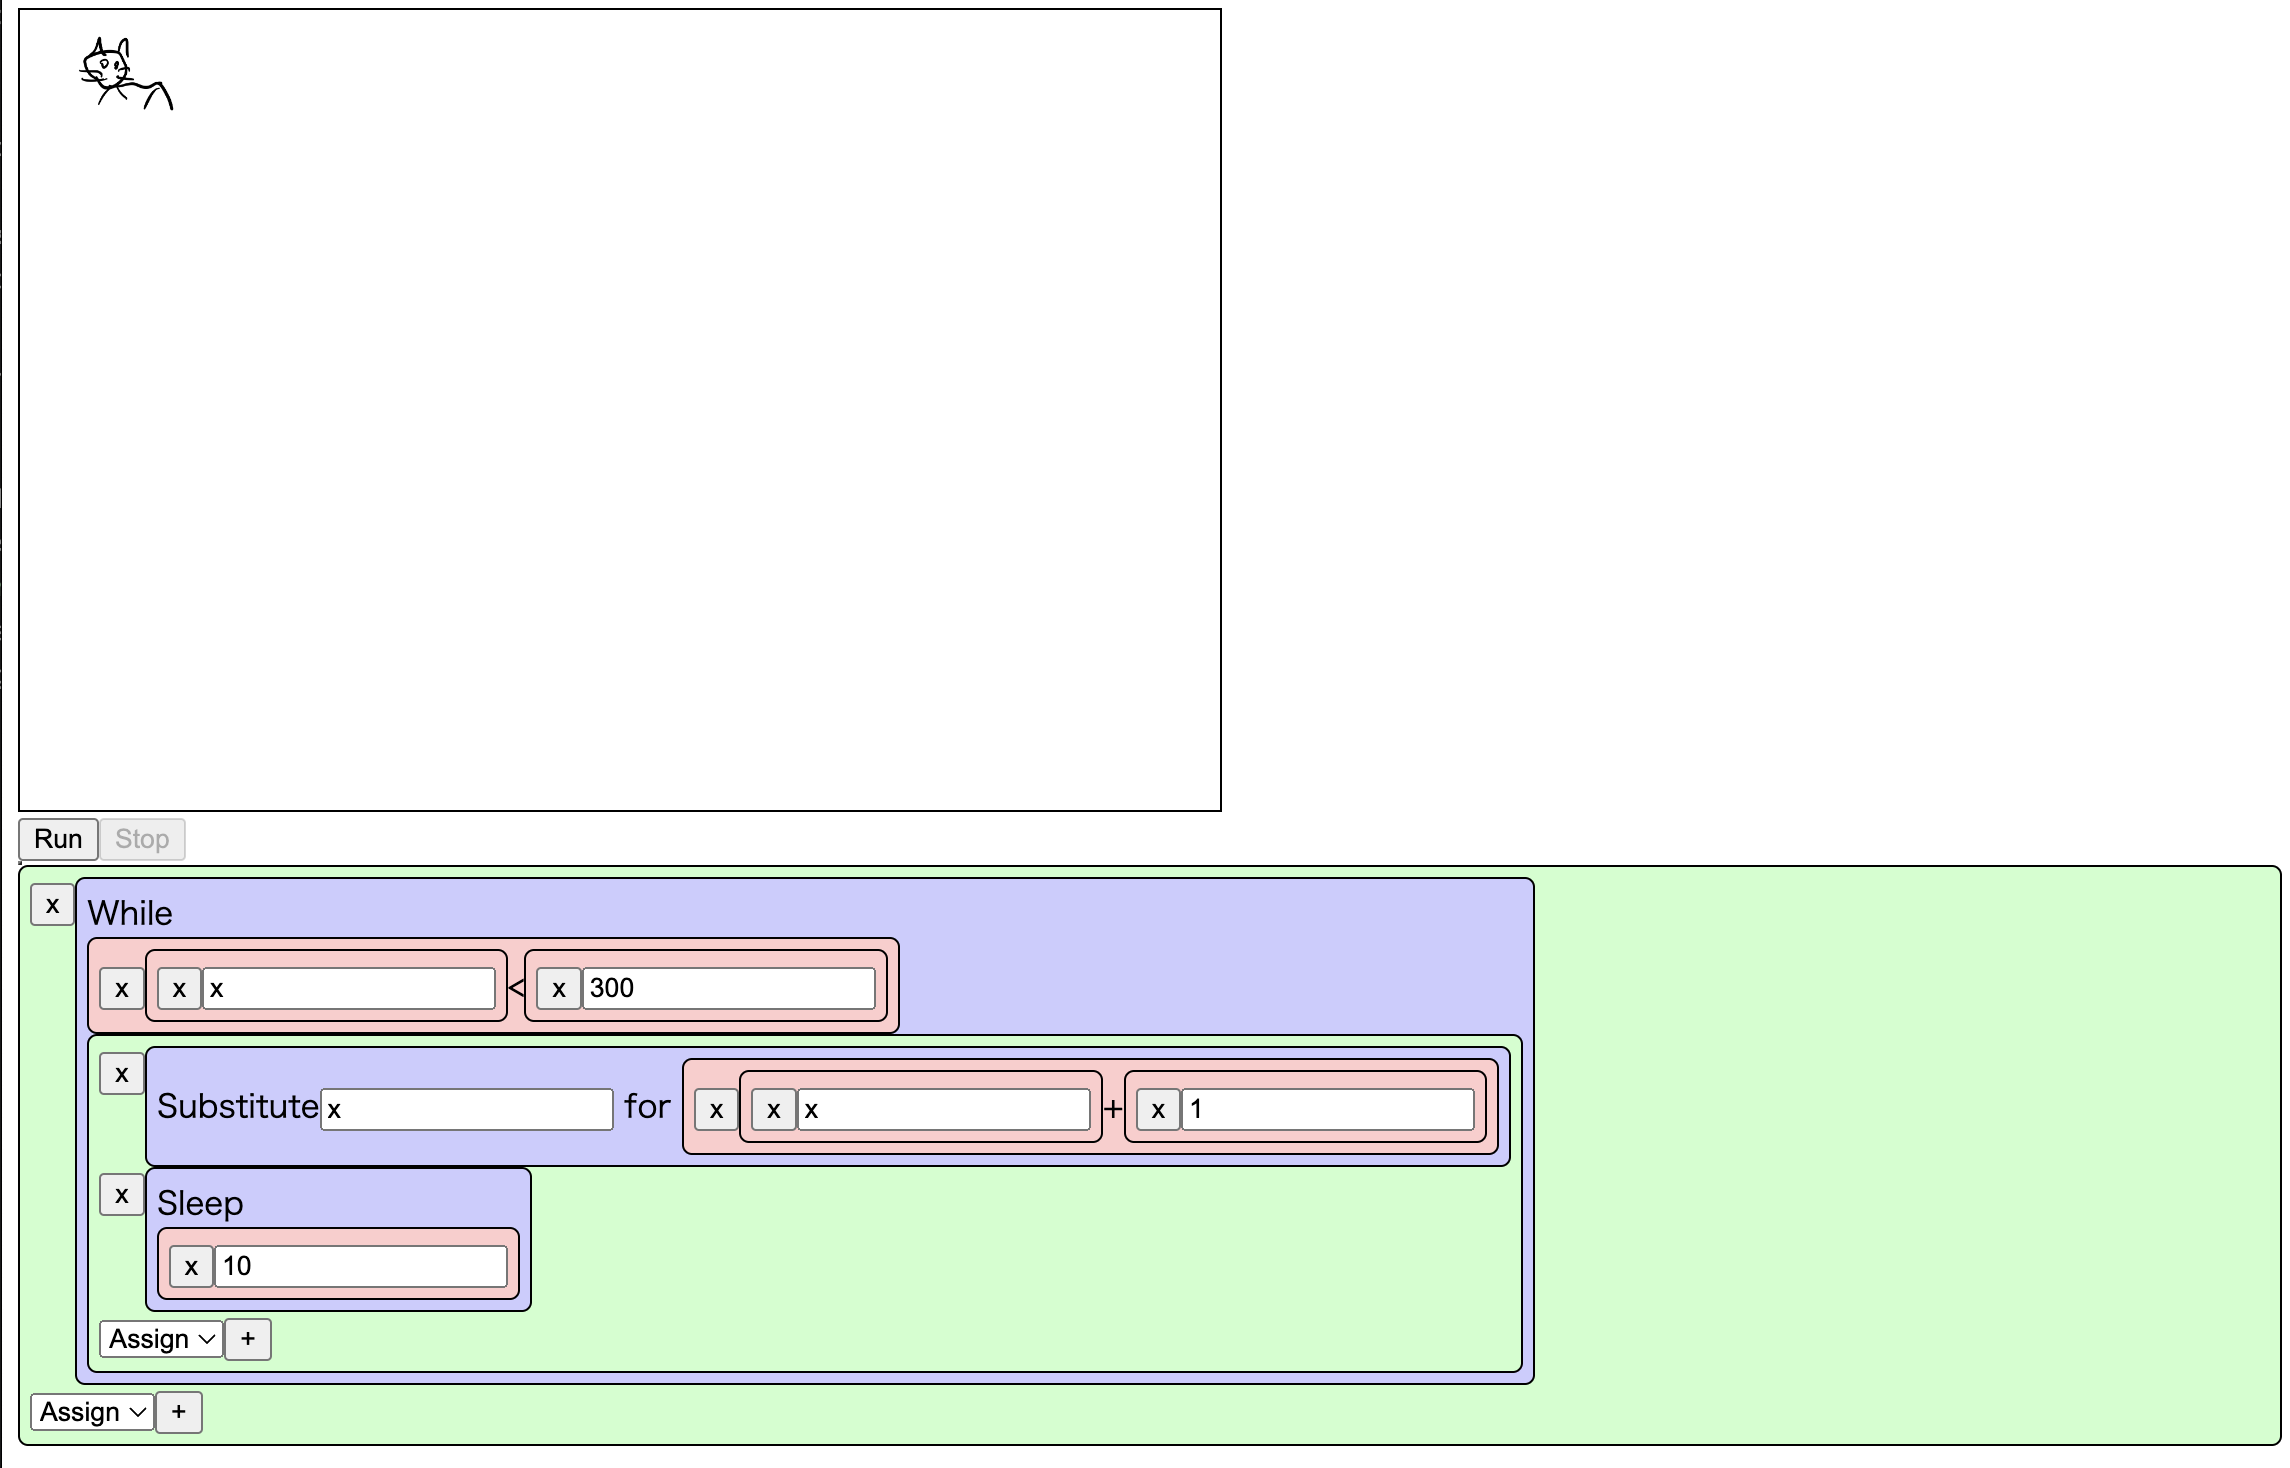 Run Stop
x While
x x x < x 300
x Substitute x for x x x + x 1
x Sleep
x 10
Assign +
Assign +